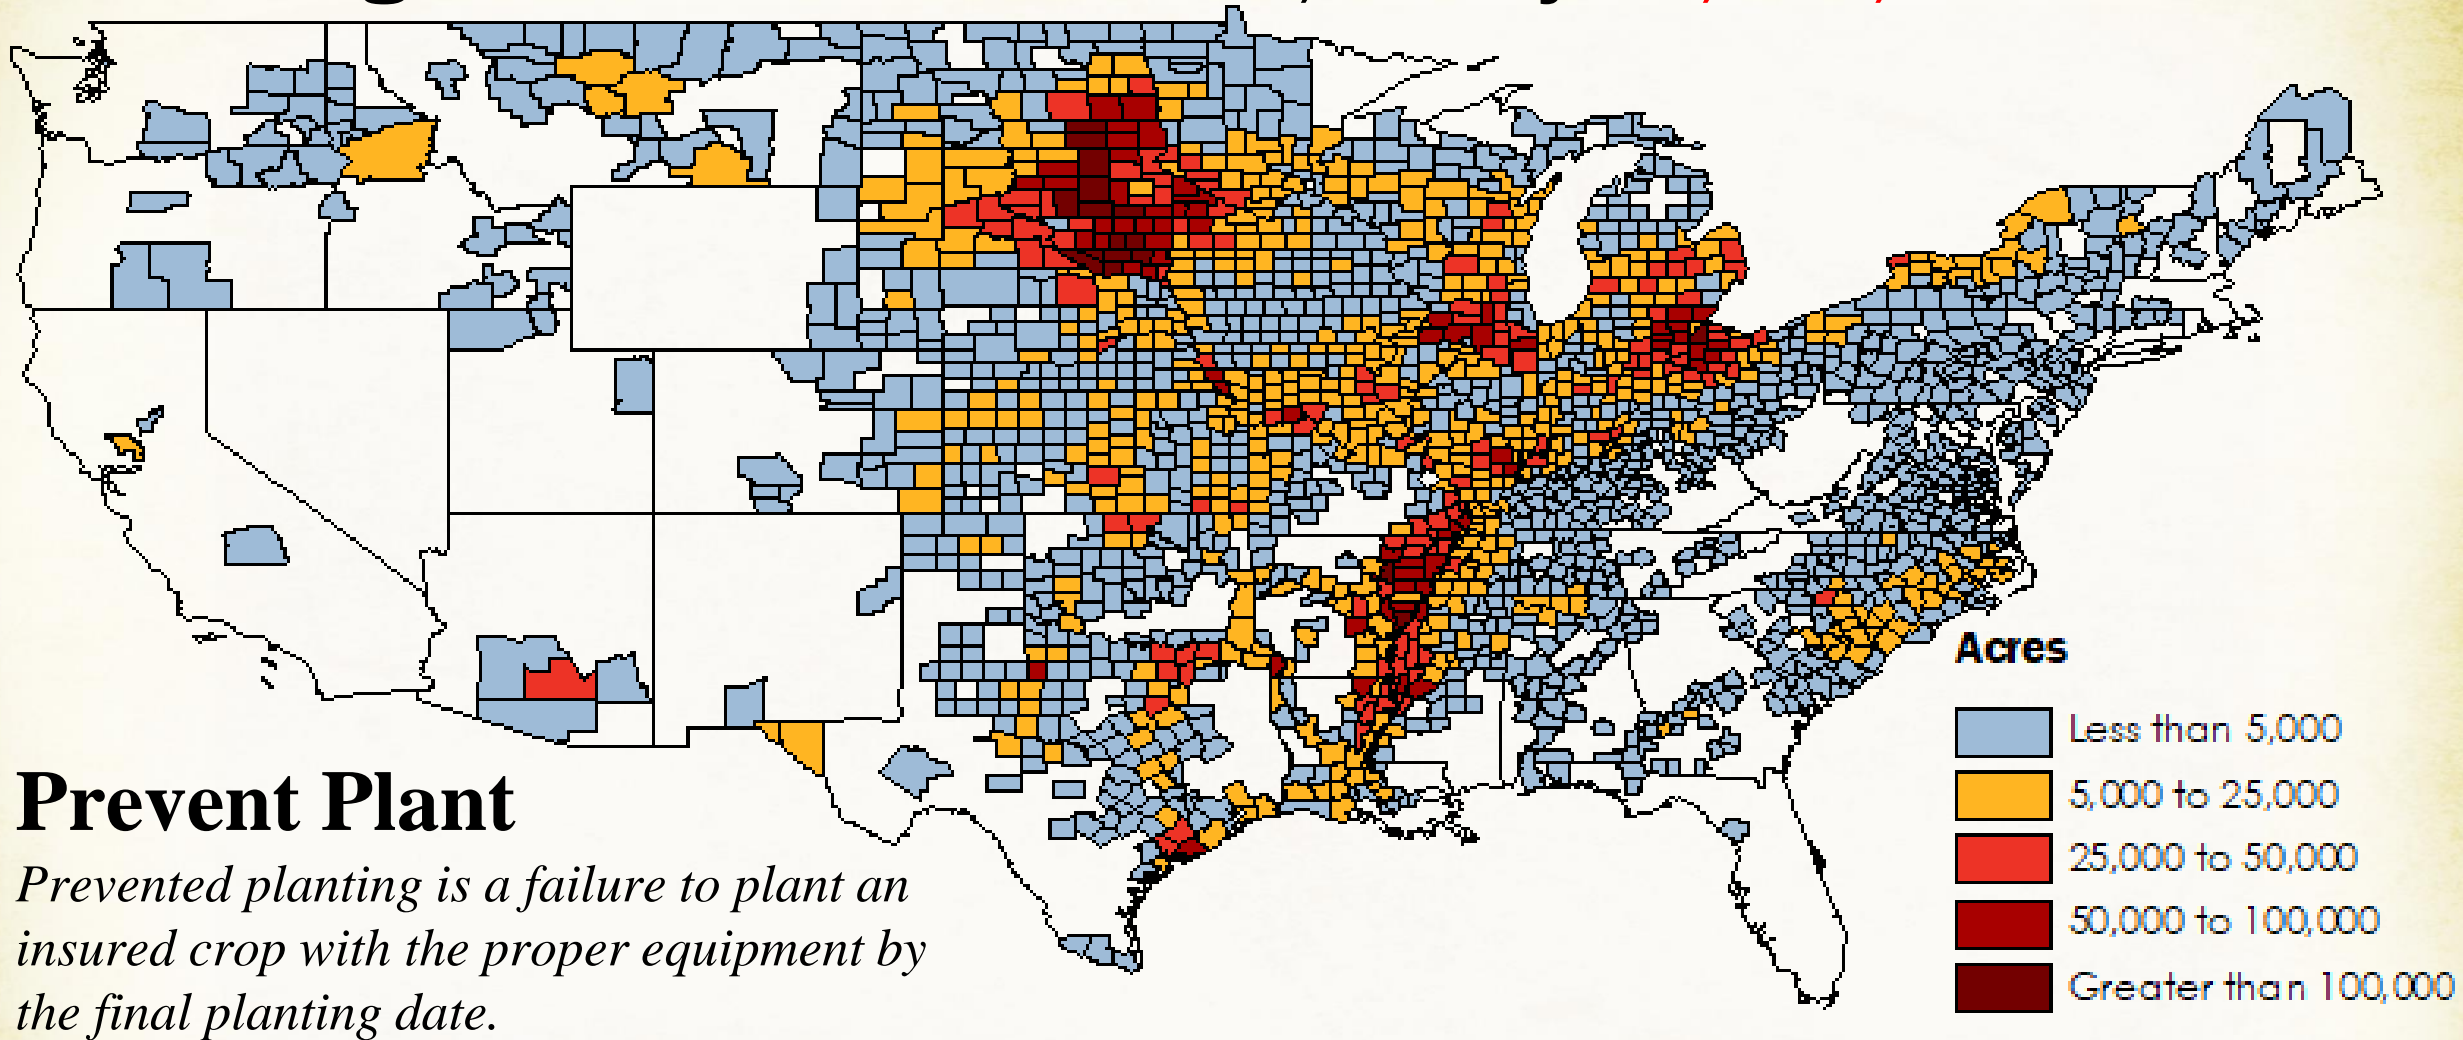 Prevent Plant
Prevented planting is a failure to plant an
insured crop with the proper equipment by
the final planting date.
Acres
Less than 5,000
5,000 to 25,000
25,000 to 50,000
50,000 to 100,000
Greater than 100,000